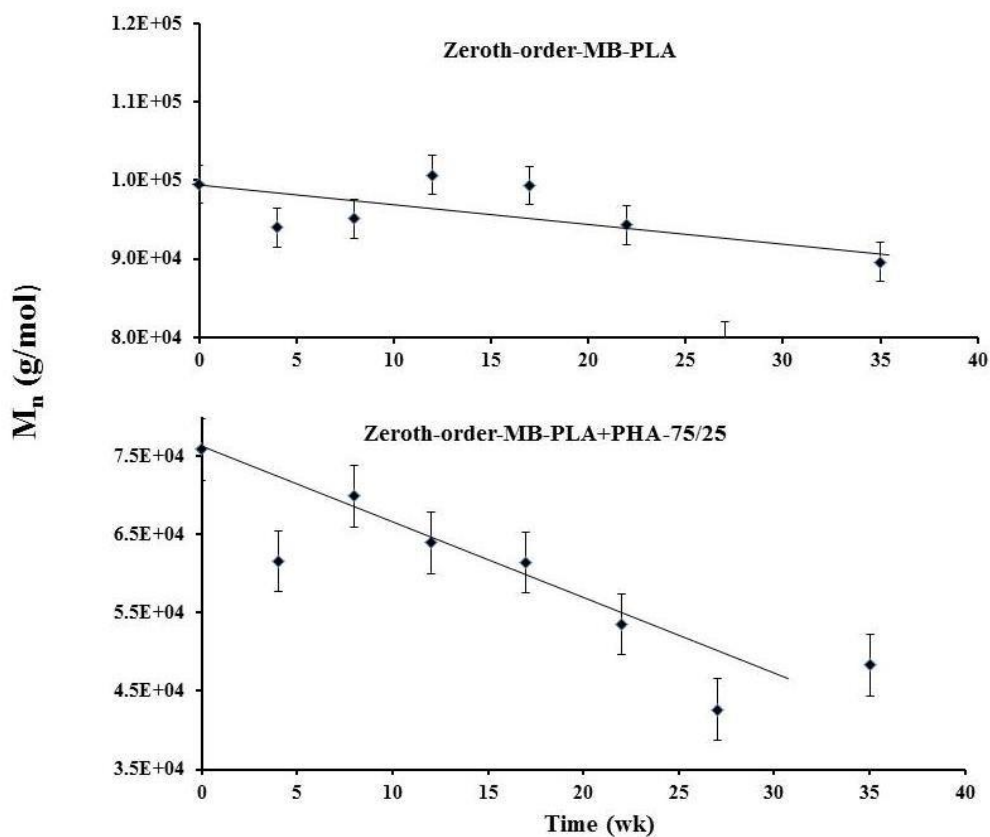 1.2E+05
Zeroth-order-MB-PLA
1.1E+05
1.0E+05
9.0E+04
8.0E+04
0 5 10 15 20 25 30 35 40
Mn (g/mol)
Zeroth-order-MB-PLA+PHA-75/25
7.5E+04
6.5E+04
5.5E+04
4.5E+04
3.5E+04
0 5 10 15 20 25 30 35 40
Time (wk)